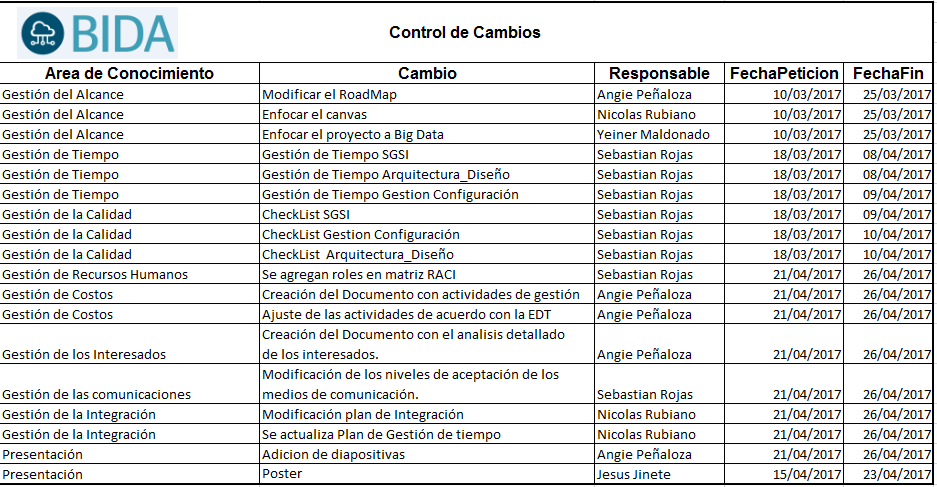 BIDA
Control de Cambios
Area de Conocimiento Cambio Responsable FechaPeticion FechaFin
Gestión del Alcance Modificar el RoadMap Angie Peñaloza 10/03/2017 25/03/2017
Gestión del Alcance Enfocar el canvas Nicolas Rubiano 10/03/2017 25/03/2017
Gestión del Alcance Enfocar el proyecto a Big Data Yeiner Maldonado 10/03/2017 25/03/2017
Gestión de Tiempo Gestión de Tiempo SGSI Sebastian Rojas 18/03/2017 08/04/2017
Gestión de Tiempo Gestión de Tiempo Arquitectura_Diseño Sebastian Rojas 18/03/2017 08/04/2017
Gestión de Tiempo Gestión de Tiempo Gestion Configuración Sebastian Rojas 18/03/2017 09/04/2017
Gestión de la Calidad CheckList SGSI Sebastian Rojas 18/03/2017 09/04/2017
Gestión de la Calidad CheckList Gestion Configuración Sebastian Rojas 18/03/2017 10/04/2017
Gestión de la Calidad CheckList Arquitectura_Diseño Sebastian Rojas 18/03/2017 10/04/2017
Gestión de Recursos Humanos Se agregan roles en matriz RACI Sebastian Rojas 21/04/2017 26/04/2017
Gestión de Costos Creación del Documento con actividades de gestión Angie Peñaloza 21/04/2017 26/04/2017
Gestión de Costos Ajuste de las actividades de acuerdo con la EDT Angie Peñaloza 21/04/2017 26/04/2017
Creación del Documento con el analisis detallado
Gestión de los Interesados de los interesados. Angie Peñaloza 21/04/2017 26/04/2017
Modificación de los niveles de aceptación de los
Gestión de las comunicaciones medios de comunicación. Sebastian Rojas 21/04/2017 26/04/2017
Gestión de la Integración Modificación plan de Integración Nicolas Rubiano 21/04/2017 26/04/2017
Gestión de la Integración Se actualiza Plan de Gestión de tiempo Nicolas Rubiano 21/04/2017 26/04/2017
Presentación Adicion de diapositivas Angie Peñaloza 21/04/2017 26/04/2017
Presentación Poster Jesus Jinete 15/04/2017 23/04/2017